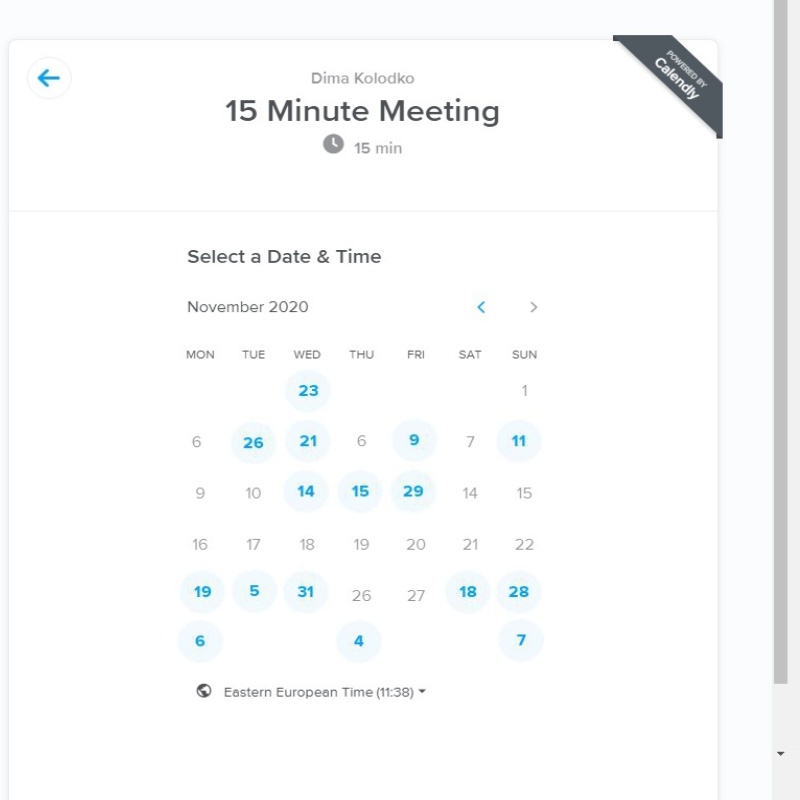 POWERED BY
Calendly
Dima Kolodko
15 Minute Meeting
15 min
Select a Date & Time
November 2020
MON TUE WED THU FRI SAT SUN
23 1
6 26 21 6 9 7 11
9 10 14 15 29 14 15
16 17 18 19 20 21 22
19 5 31 26 27 18 28
6 4 7
Eastern European Time (11:38)